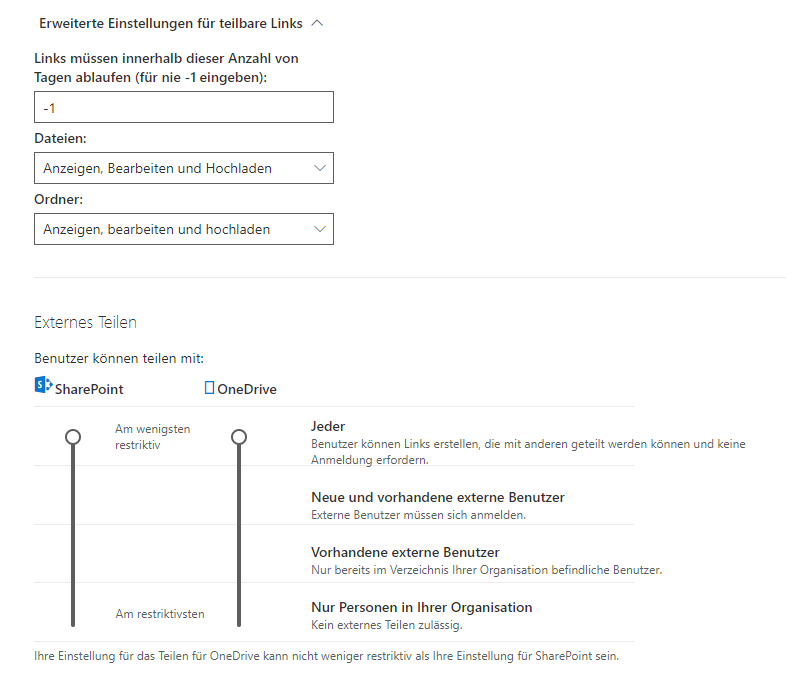 Erweiterte Einstellungen für teilbare Links
Links müssen innerhalb dieser Anzahl von
Tagen ablaufen (für nie -1 eingeben):
-1
Dateien:
Anzeigen, Bearbeiten und Hochladen
Ordner:
Anzeigen, bearbeiten und hochladen
Externes Teilen
Benutzer können teilen mit:
SharePoint
OneDrive
Am wenigsten
restriktiv
Jeder
Benutzer können Links erstellen, die mit anderen geteilt werden können und keine
Anmeldung erfordern.
Neue und vorhandene externe Benutzer
Externe Benutzer müssen sich anmelden.
Vorhandene externe Benutzer
Nur bereits im Verzeichnis Ihrer Organisation befindliche Benutzer.
Am restriktivsten
Nur Personen in Ihrer Organisation
Kein externes Teilen zulässig.
Ihre Einstellung für das Teilen für OneDrive kann nicht weniger restriktiv als Ihre Einstellung für SharePoint sein.